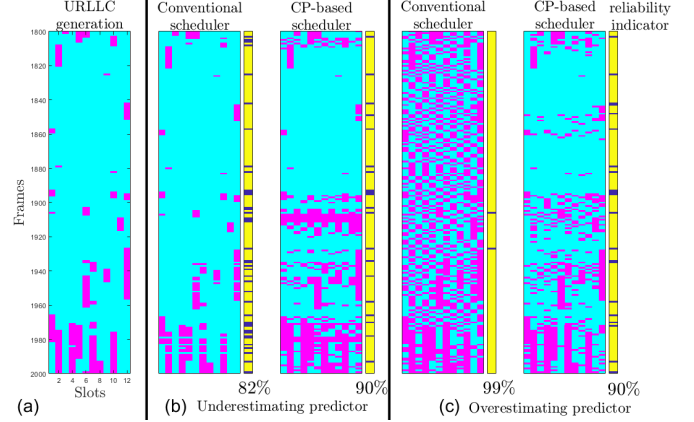 URLLC
generation
Conventional
scheduler
CP-based
scheduler
Conventional
scheduler
CP-based
scheduler
reliability
indicator
1800
1820
1840
1860
1880
1900
1920
1940
1960
1980
2000
Frames
2 4 6 8 10 12
Slots
82%
90%
99%
90%
(a)
(b) Underestimating predictor
(c) Overestimating predictor